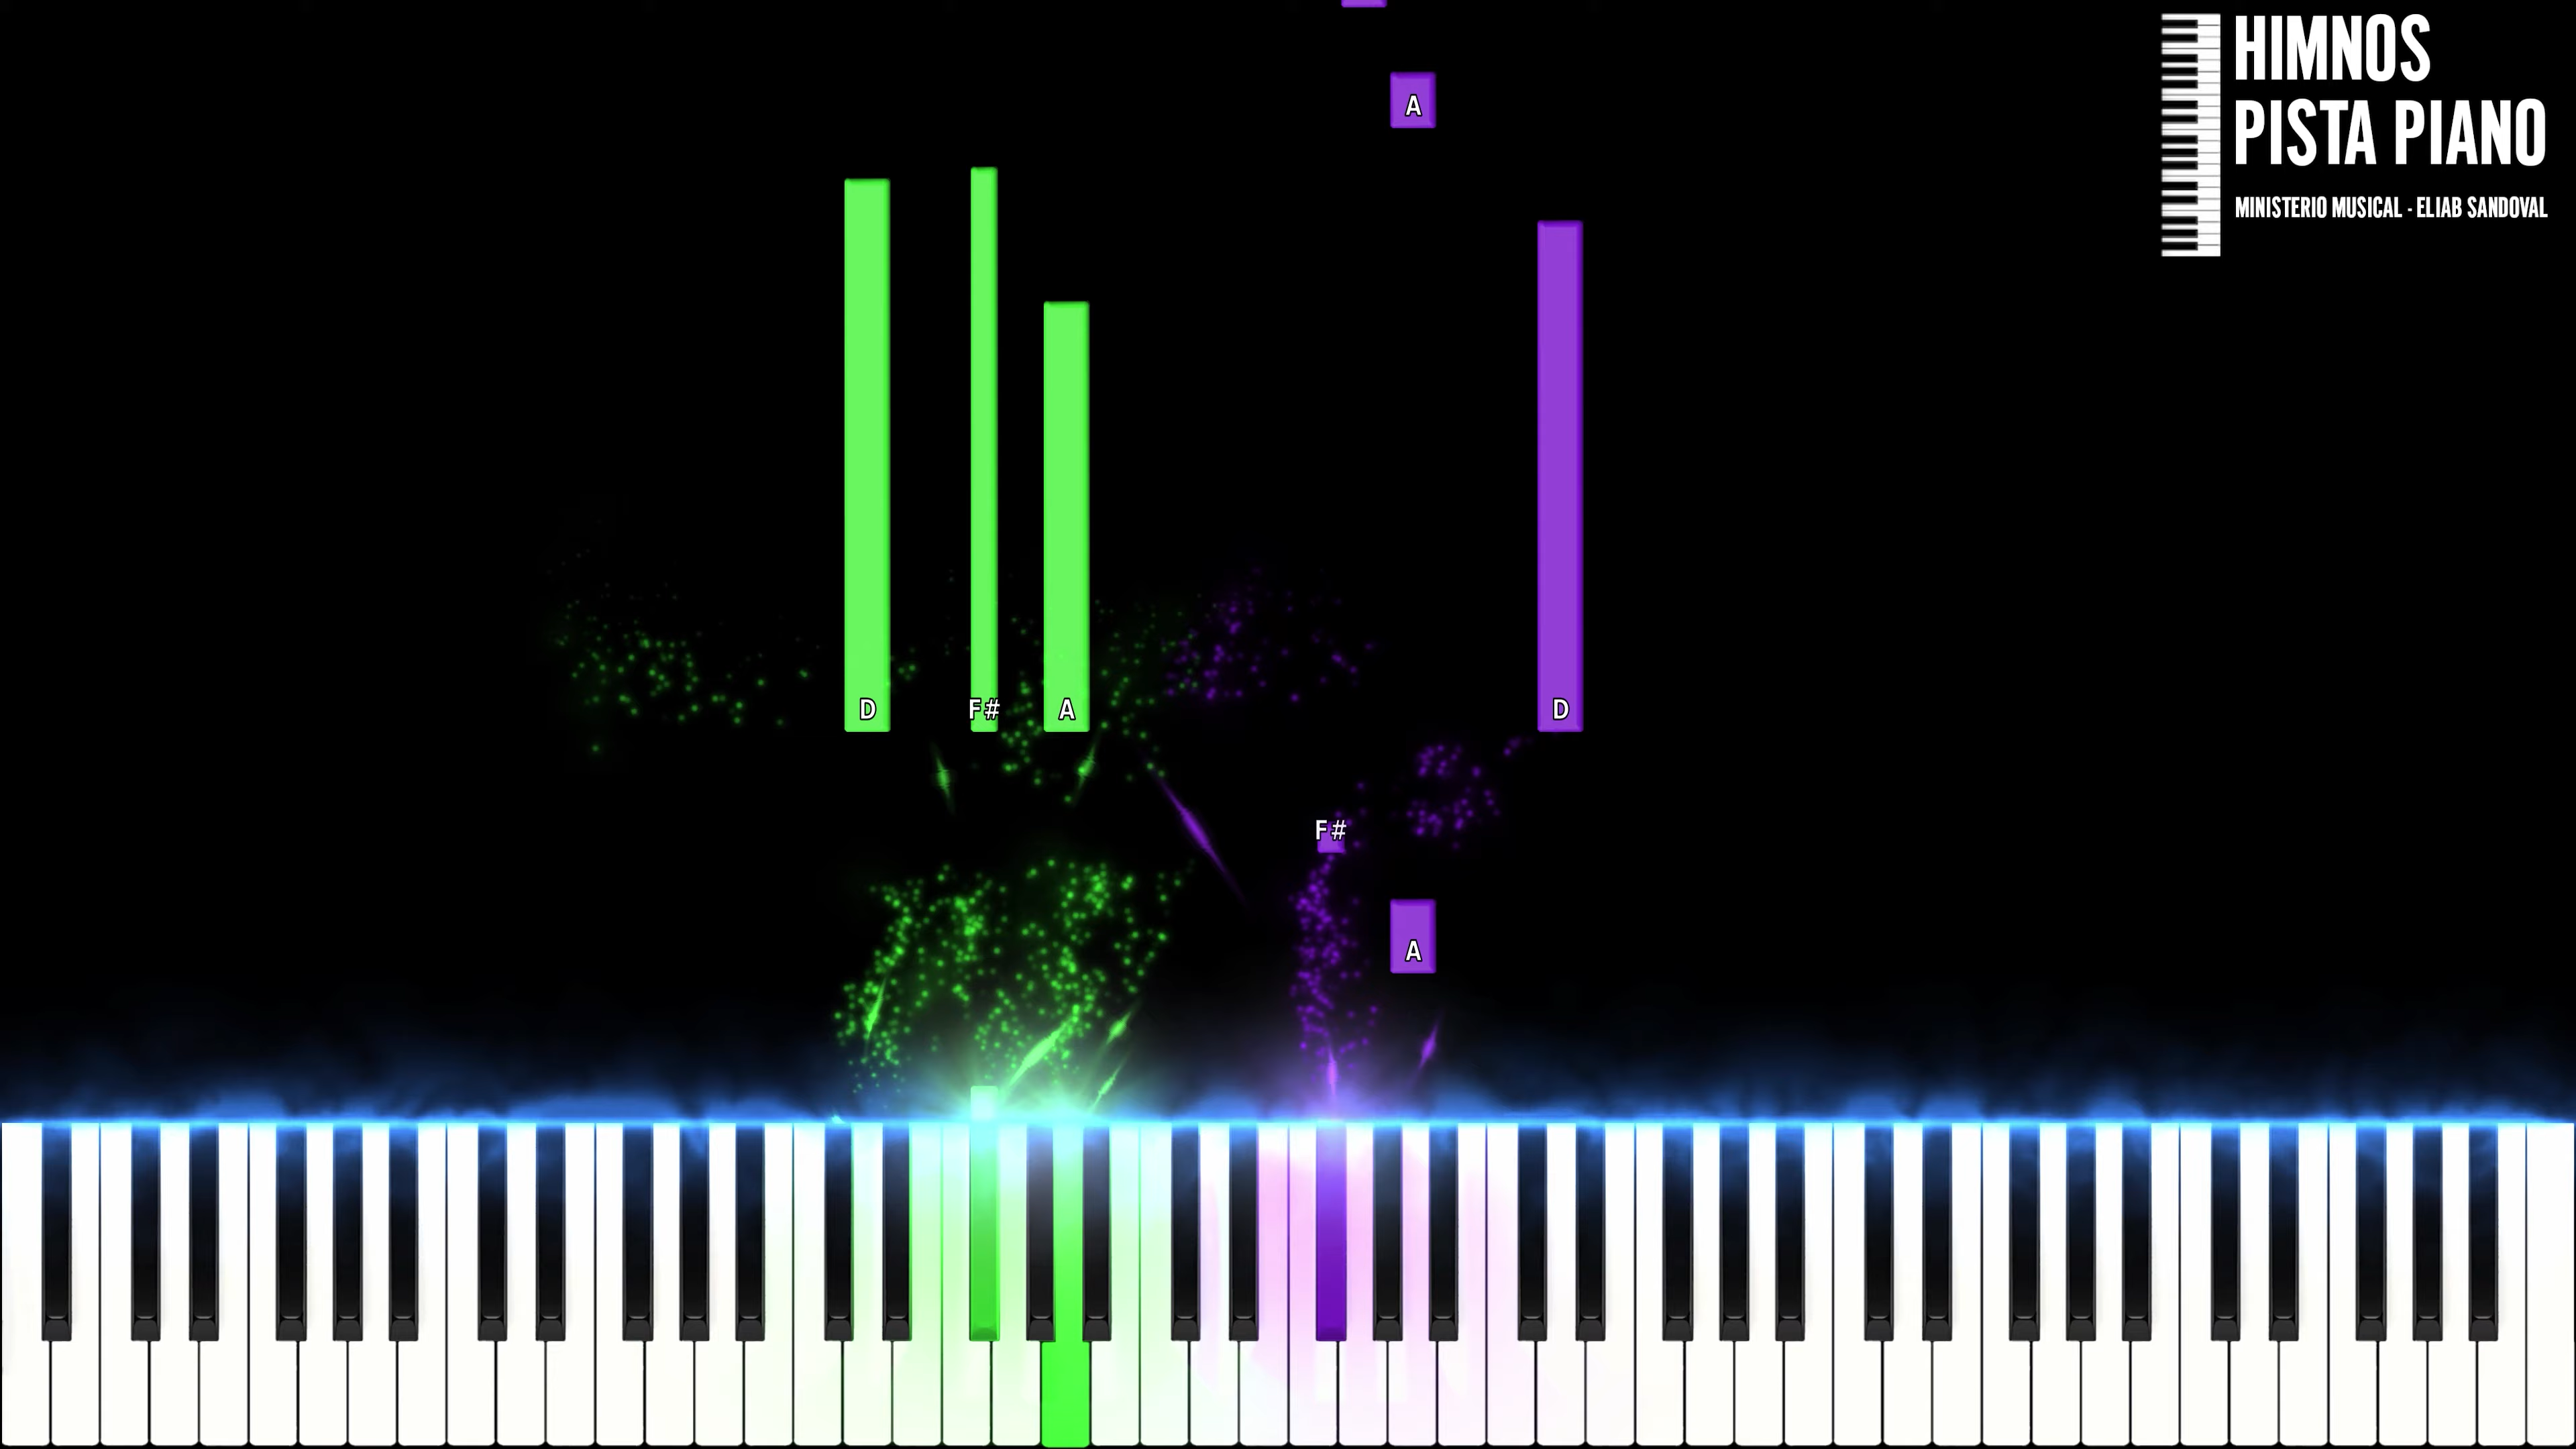 HIMNOS
PISTA PIANO
MINISTERIO MUSICAL - ELIAB SANDOVAL
A
D F# A D
F#
A